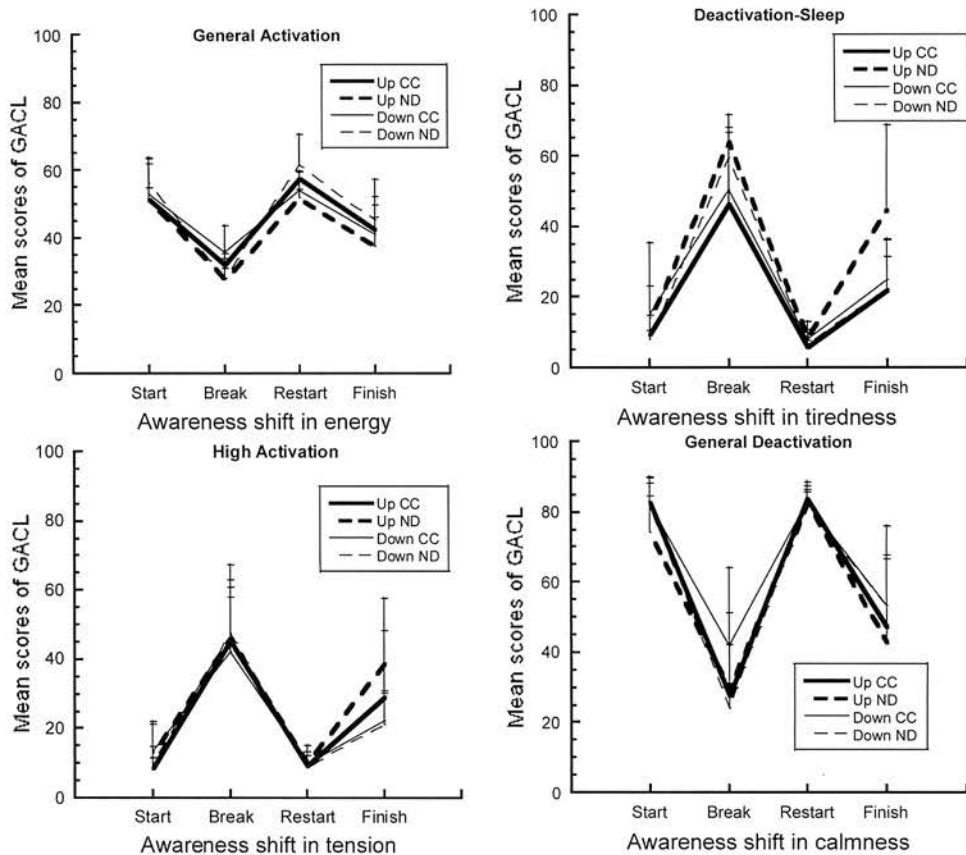 General Activation
Mean scores of GACL
100
80
60
40
20
0
Up CC
Up ND
Down CC
Down ND
Start Break Restart Finish
Awareness shift in energy
Deactivation-Sleep
Mean scores of GACL
100
80
60
40
20
0
Up CC
Up ND
Down CC
Down ND
Start Break Restart Finish
Awareness shift in tiredness
High Activation
Mean scores of GACL
100
80
60
40
20
0
Up CC
Up ND
Down CC
Down ND
Start Break Restart Finish
Awareness shift in tension
General Deactivation
Mean scores of GACL
100
80
60
40
20
0
Up CC
Up ND
Down CC
Down ND
Start Break Restart Finish
Awareness shift in calmness